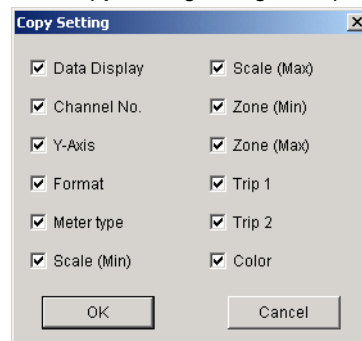 Copy Setting
Data Display
Scale (Max)
Channel No.
Zone (Min)
Y-Axis
Zone (Max)
Format
Trip 1
Meter type
Trip 2
Scale (Min)
Color
OK
Cancel